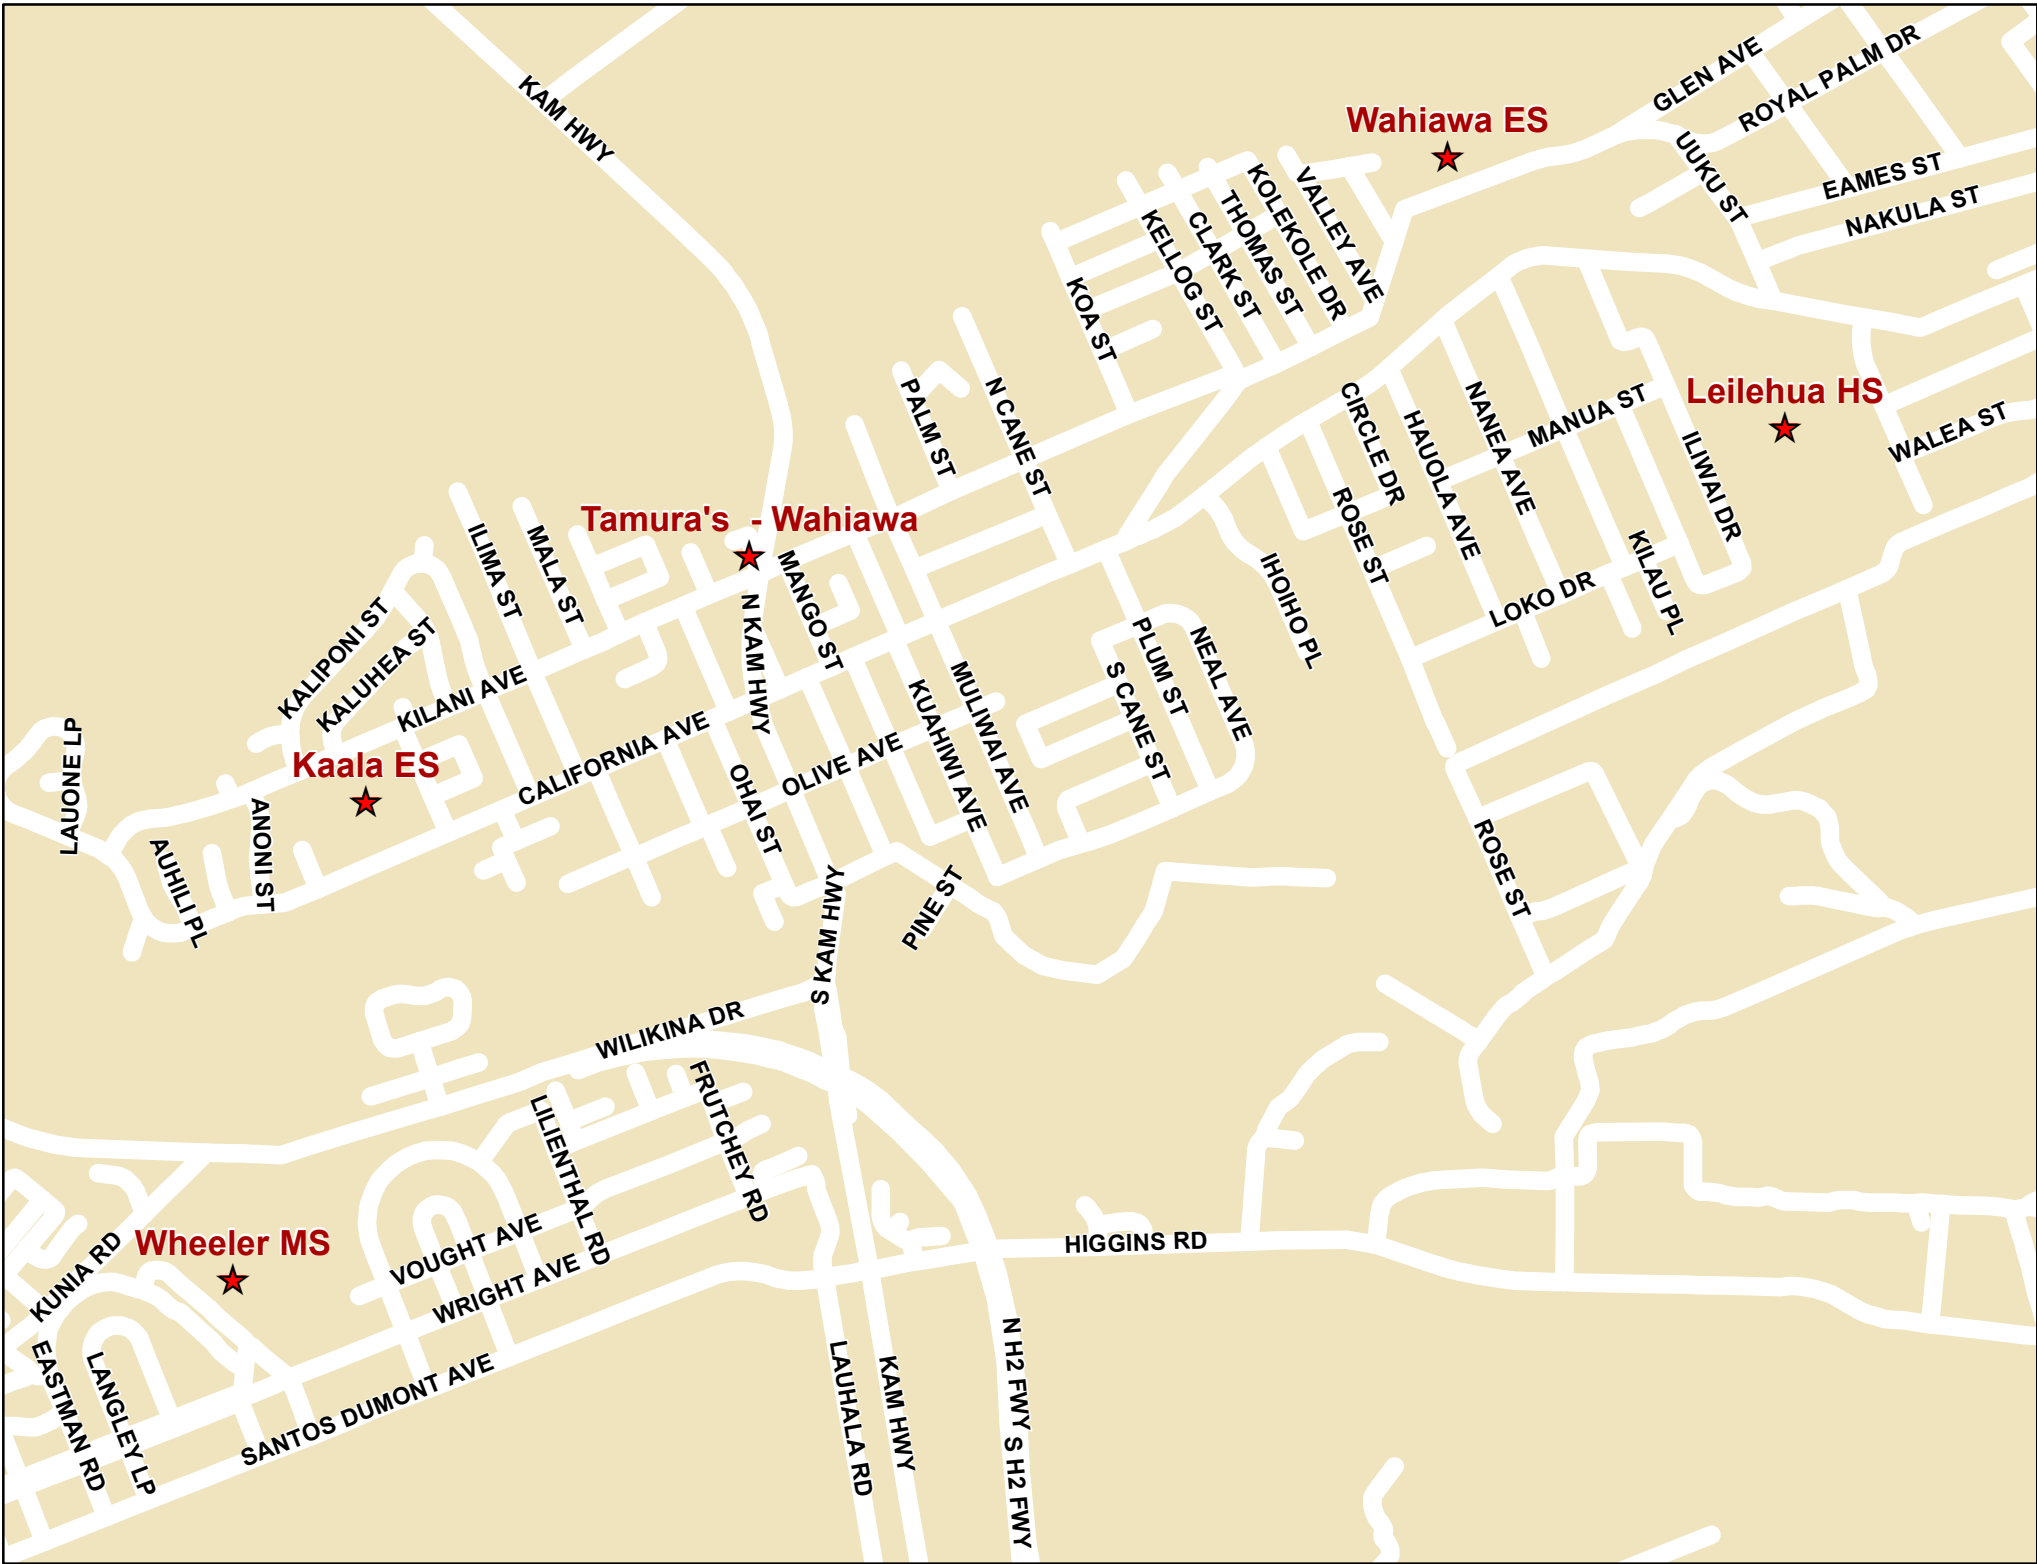 KAM HWY
GLEN AVE
ROYAL PALM DR
Wahiawa ES
UUKU ST
EAMES ST
NAKULA ST
VALLEY AVE
KOLEKOLE DR
THOMAS ST
CLARK ST
KELLOG ST
KOA ST
PALM ST
N CANE ST
CIRCLE DR
HAUOLA AVE
NANEA AVE
MANUA ST
Leilehua HS
ILIWAI DR
WALEA ST
Tamura's - Wahiawa
ILIMA ST
MALA ST
MANGO ST
ROSE ST
IHOIHO PL
LOKO DR
KILAU PL
KALIPONI ST
KALUHEA ST
KILANI AVE
N KAM HWY
PLUM ST
NEAL AVE
S CANE ST
MULIWAI AVE
KUAHIWI AVE
LAUONE LP
Kaala ES
CALIFORNIA AVE
OLIVE AVE
OHAI ST
ANONI ST
AUHILI PL
PINE ST
S KAM HWY
ROSE ST
WILIKINA DR
FRUTCHEY RD
LILIENTHAL RD
VOUGHT AVE
WRIGHT AVE
Wheeler MS
KUNIA RD
HIGGINS RD
EASTMAN RD
LANGLEY LP
SANTOS DUMONT AVE
LAUHALA RD
KAM HWY
N H2 FWY
S H2 FWY